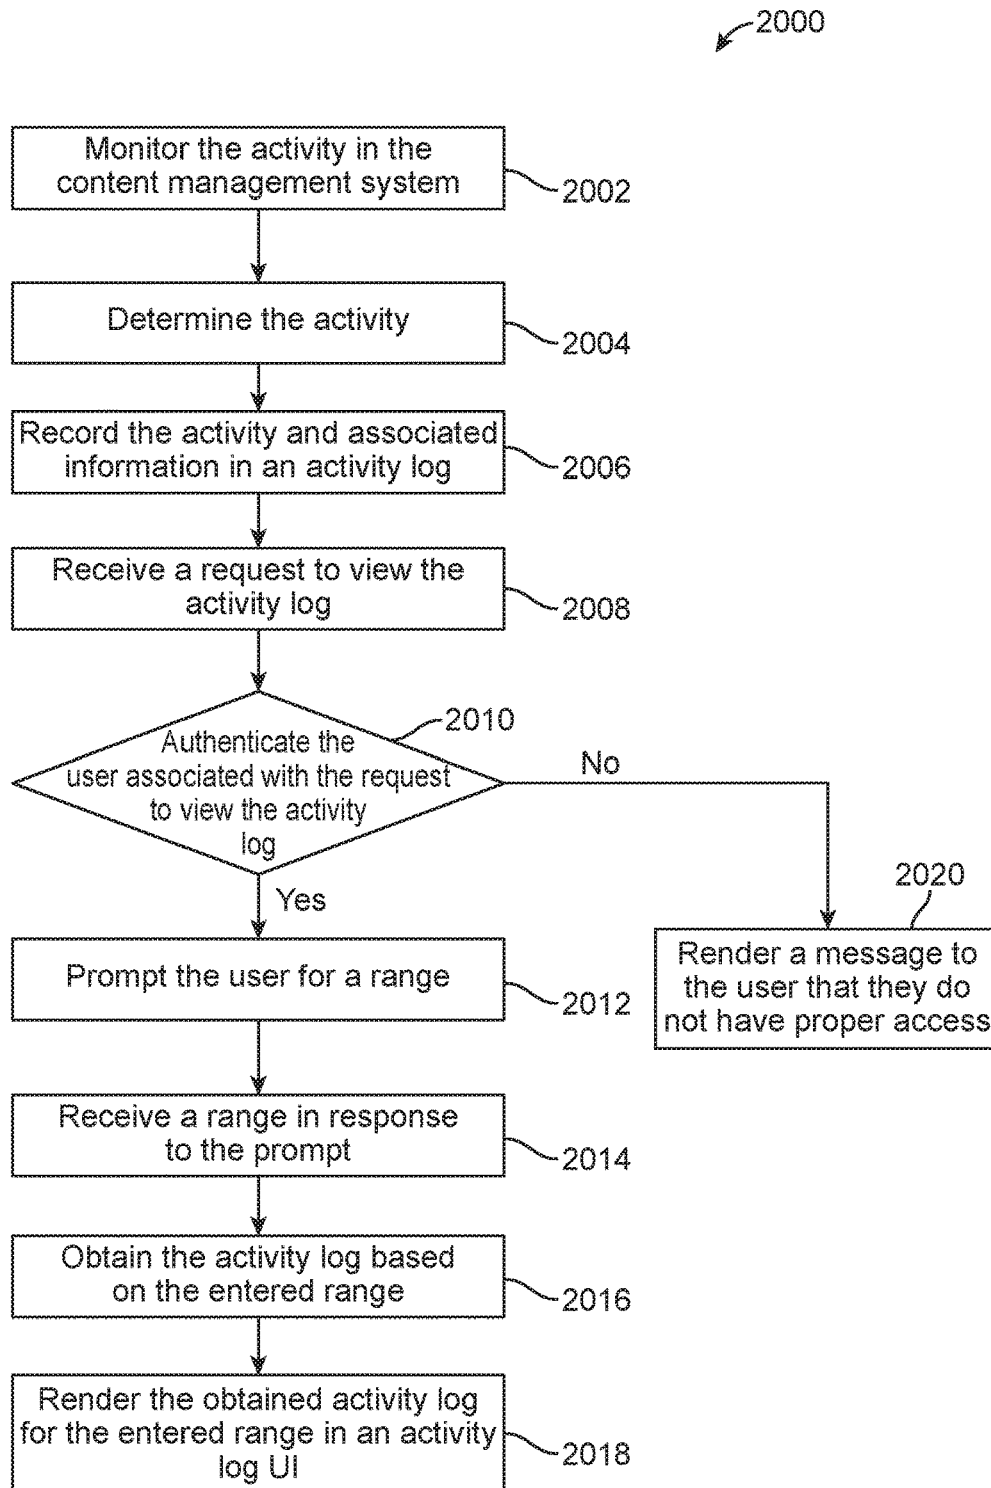 2000
Monitor the activity in the
content management system
2002
Determine the activity
2004
Record the activity and associated
information in an activity log
2006
Receive a request to view the
activity log
2008
2010
Authenticate the
user associated with the request
to view the activity
log
No
Yes
2020
Render a message to
the user that they do
not have proper access
Prompt the user for a range
2012
Receive a range in response
to the prompt
2014
Obtain the activity log based
on the entered range
2016
Render the obtained activity log
for the entered range in an activity
log UI
2018